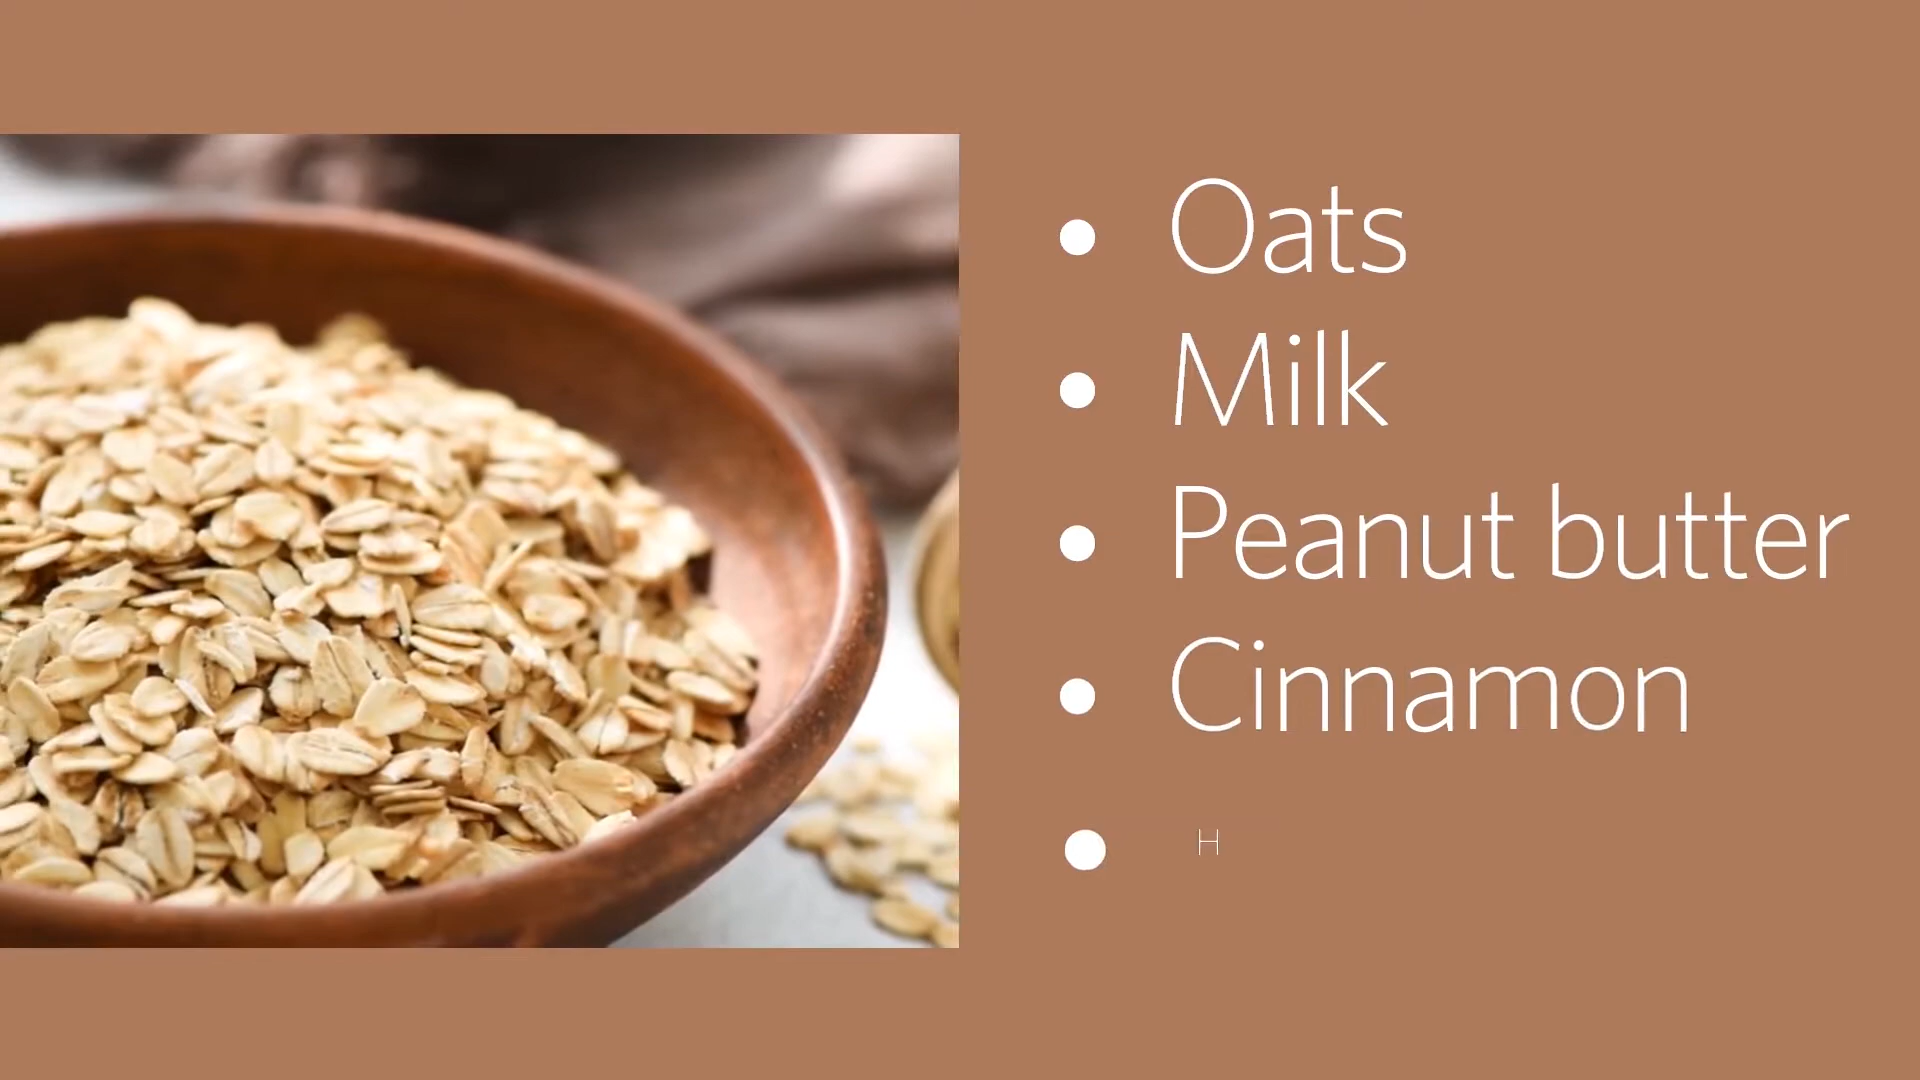 • Oats
• Milk
• Peanut butter
• Cinnamon
• H